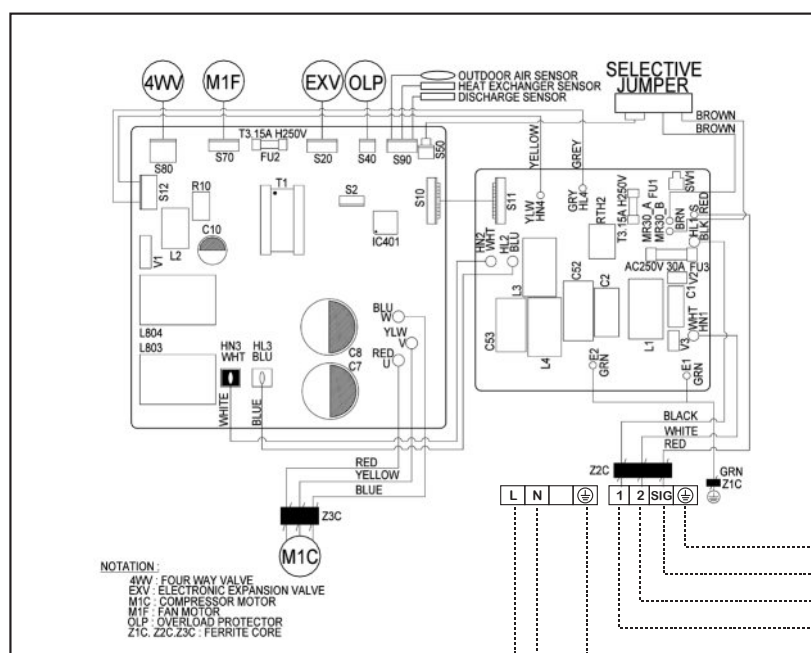 4WV
M1F
EXV
OLP
OUTDOOR AIR SENSOR
HEAT EXCHANGER SENSOR
DISCHARGE SENSOR
SELECTIVE
JUMPER
BROWN
BROWN
T3.15A H250V
FU2
S80
S70
S20
S40
S90
S50
YELLOW
GREY
S12
R10
T1
S2
S10
S11
IC401
L2
C10
V1
YLW
HN4
GRY
HL4
RTH2
T3.15A H250V
FU1
MR30_A
MR30_B
SW1
BRN
S
RED
HL1
BLK
HN2
WHT
HL2
BLU
AC250V 30A FU3
L3
C52
C2
C1
V2
L804
L803
C53
L4
L1
V3
WHT
HN1
BLU
W
YLW
V
RED
U
C8
C7
HN3
WHT
HL3
BLU
E2
GRN
E1
GRN
WHITE
BLUE
BLACK
WHITE
RED
RED
YELLOW
BLUE
Z2C
GRN
Z1C
L N
1 2 SIG
Z3C
M1C
NOTATION :
4WV : FOUR WAY VALVE
EXV : ELECTRONIC EXPANSION VALVE
M1C : COMPRESSOR MOTOR
M1F : FAN MOTOR
OLP : OVERLOAD PROTECTOR
Z1C. Z2C.Z3C : FERRITE CORE